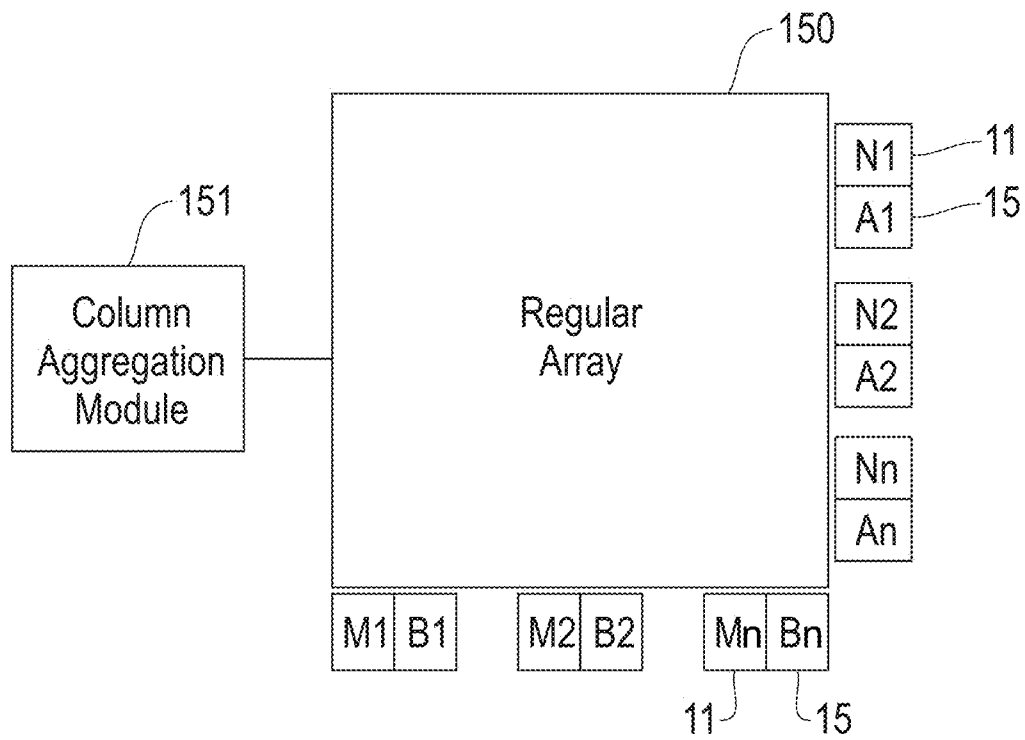 150
N1
11
A1
15
151
Column
Aggregation
Module
Regular
Array
N2
A2
Nn
An
M1 B1 M2 B2 Mn Bn
11 15